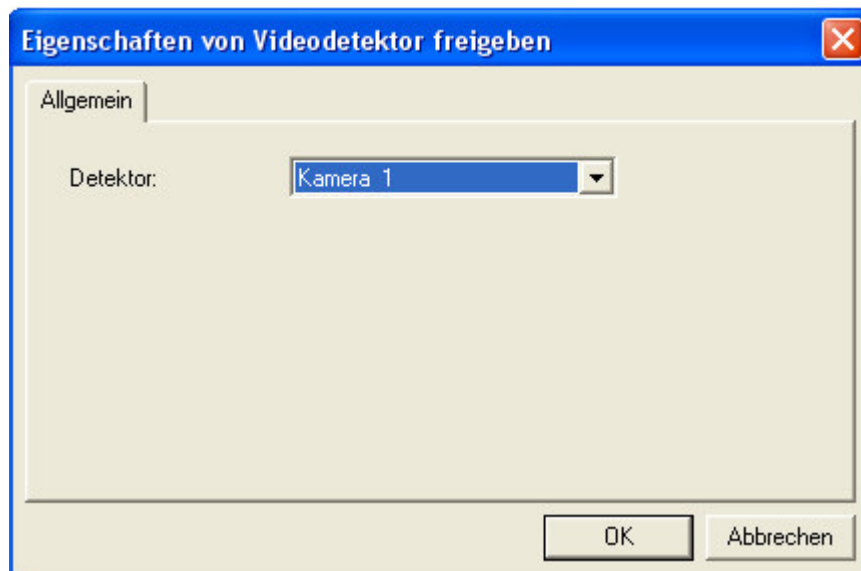 Eigenschaften von Videodetektor freigeben
Allgemein
Detektor: Kamera 1
OK Abbrechen